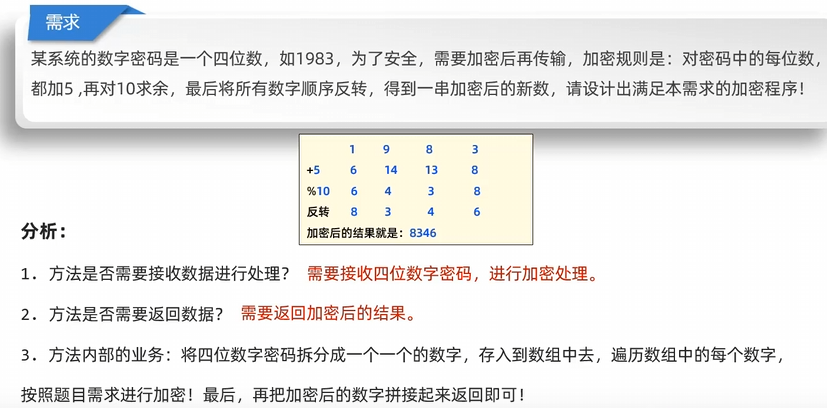 需求
某系统的数字密码是一个四位数，如1983，为了安全，需要加密后再传输，加密规则是：对密码中的每位数，
都加5 ,再对10求余，最后将所有数字顺序反转，得到一串加密后的新数，请设计出满足本需求的加密程序！
1 9 8 3
+5 6 14 13 8
%10 6 4 3 8
反转 8 3 4 6
加密后的结果就是：8346
分析：
1．方法是否需要接收数据进行处理？ 需要接收四位数字密码，进行加密处理。
2．方法是否需要返回数据？ 需要返回加密后的结果。
3．方法内部的业务：将四位数字密码拆分成一个一个的数字，存入到数组中去，遍历数组中的每个数字，
按照题目需求进行加密！最后，再把加密后的数字拼接起来返回即可！